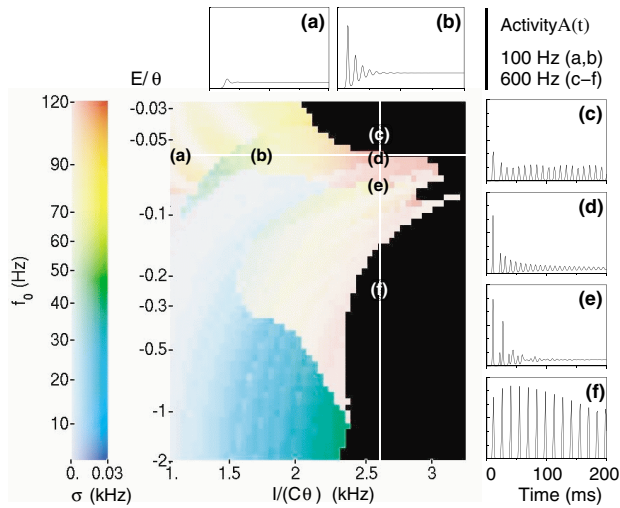 (a)
(b)
ActivityA(t)
100 Hz (a,b)
600 Hz (c–f)
E/θ
120
90
70
60
50
40
30
20
10
f0 (Hz)
0. 0.03
σ (kHz)
-0.03
-0.05
-0.1
-0.2
-0.3
-0.5
-1
-2
(a)
(b)
(c)
(d)
(e)
(f)
1. 1.5 2 2.5 3
I/(Cθ) (kHz)
(c)
(d)
(e)
(f)
0 100 200
Time (ms)